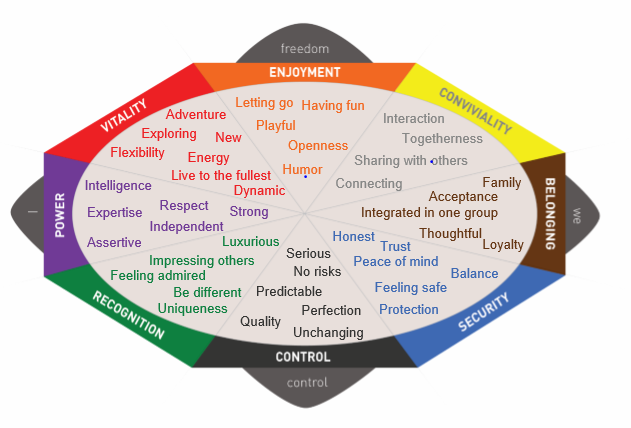 freedom
ENJOYMENT
VITALITY
CONVIVIALITY
Letting go
Having fun
Adventure
Interaction
Playful
Exploring
New
Togetherness
Openness
Flexibility
Energy
Sharing with others
Humor
Live to the fullest
Connecting
Family
Intelligence
Dynamic
Acceptance
POWER
BELONGING
I
we
Expertise
Respect
Strong
Integrated in one group
Independent
Assertive
Luxurious
Honest
Thoughtful
Trust
Loyalty
Serious
Impressing others
Peace of mind
No risks
Feeling admired
Balance
Predictable
Be different
Feeling safe
Uniqueness
Perfection
Protection
Quality
Unchanging
RECOGNITION
SECURITY
CONTROL
control